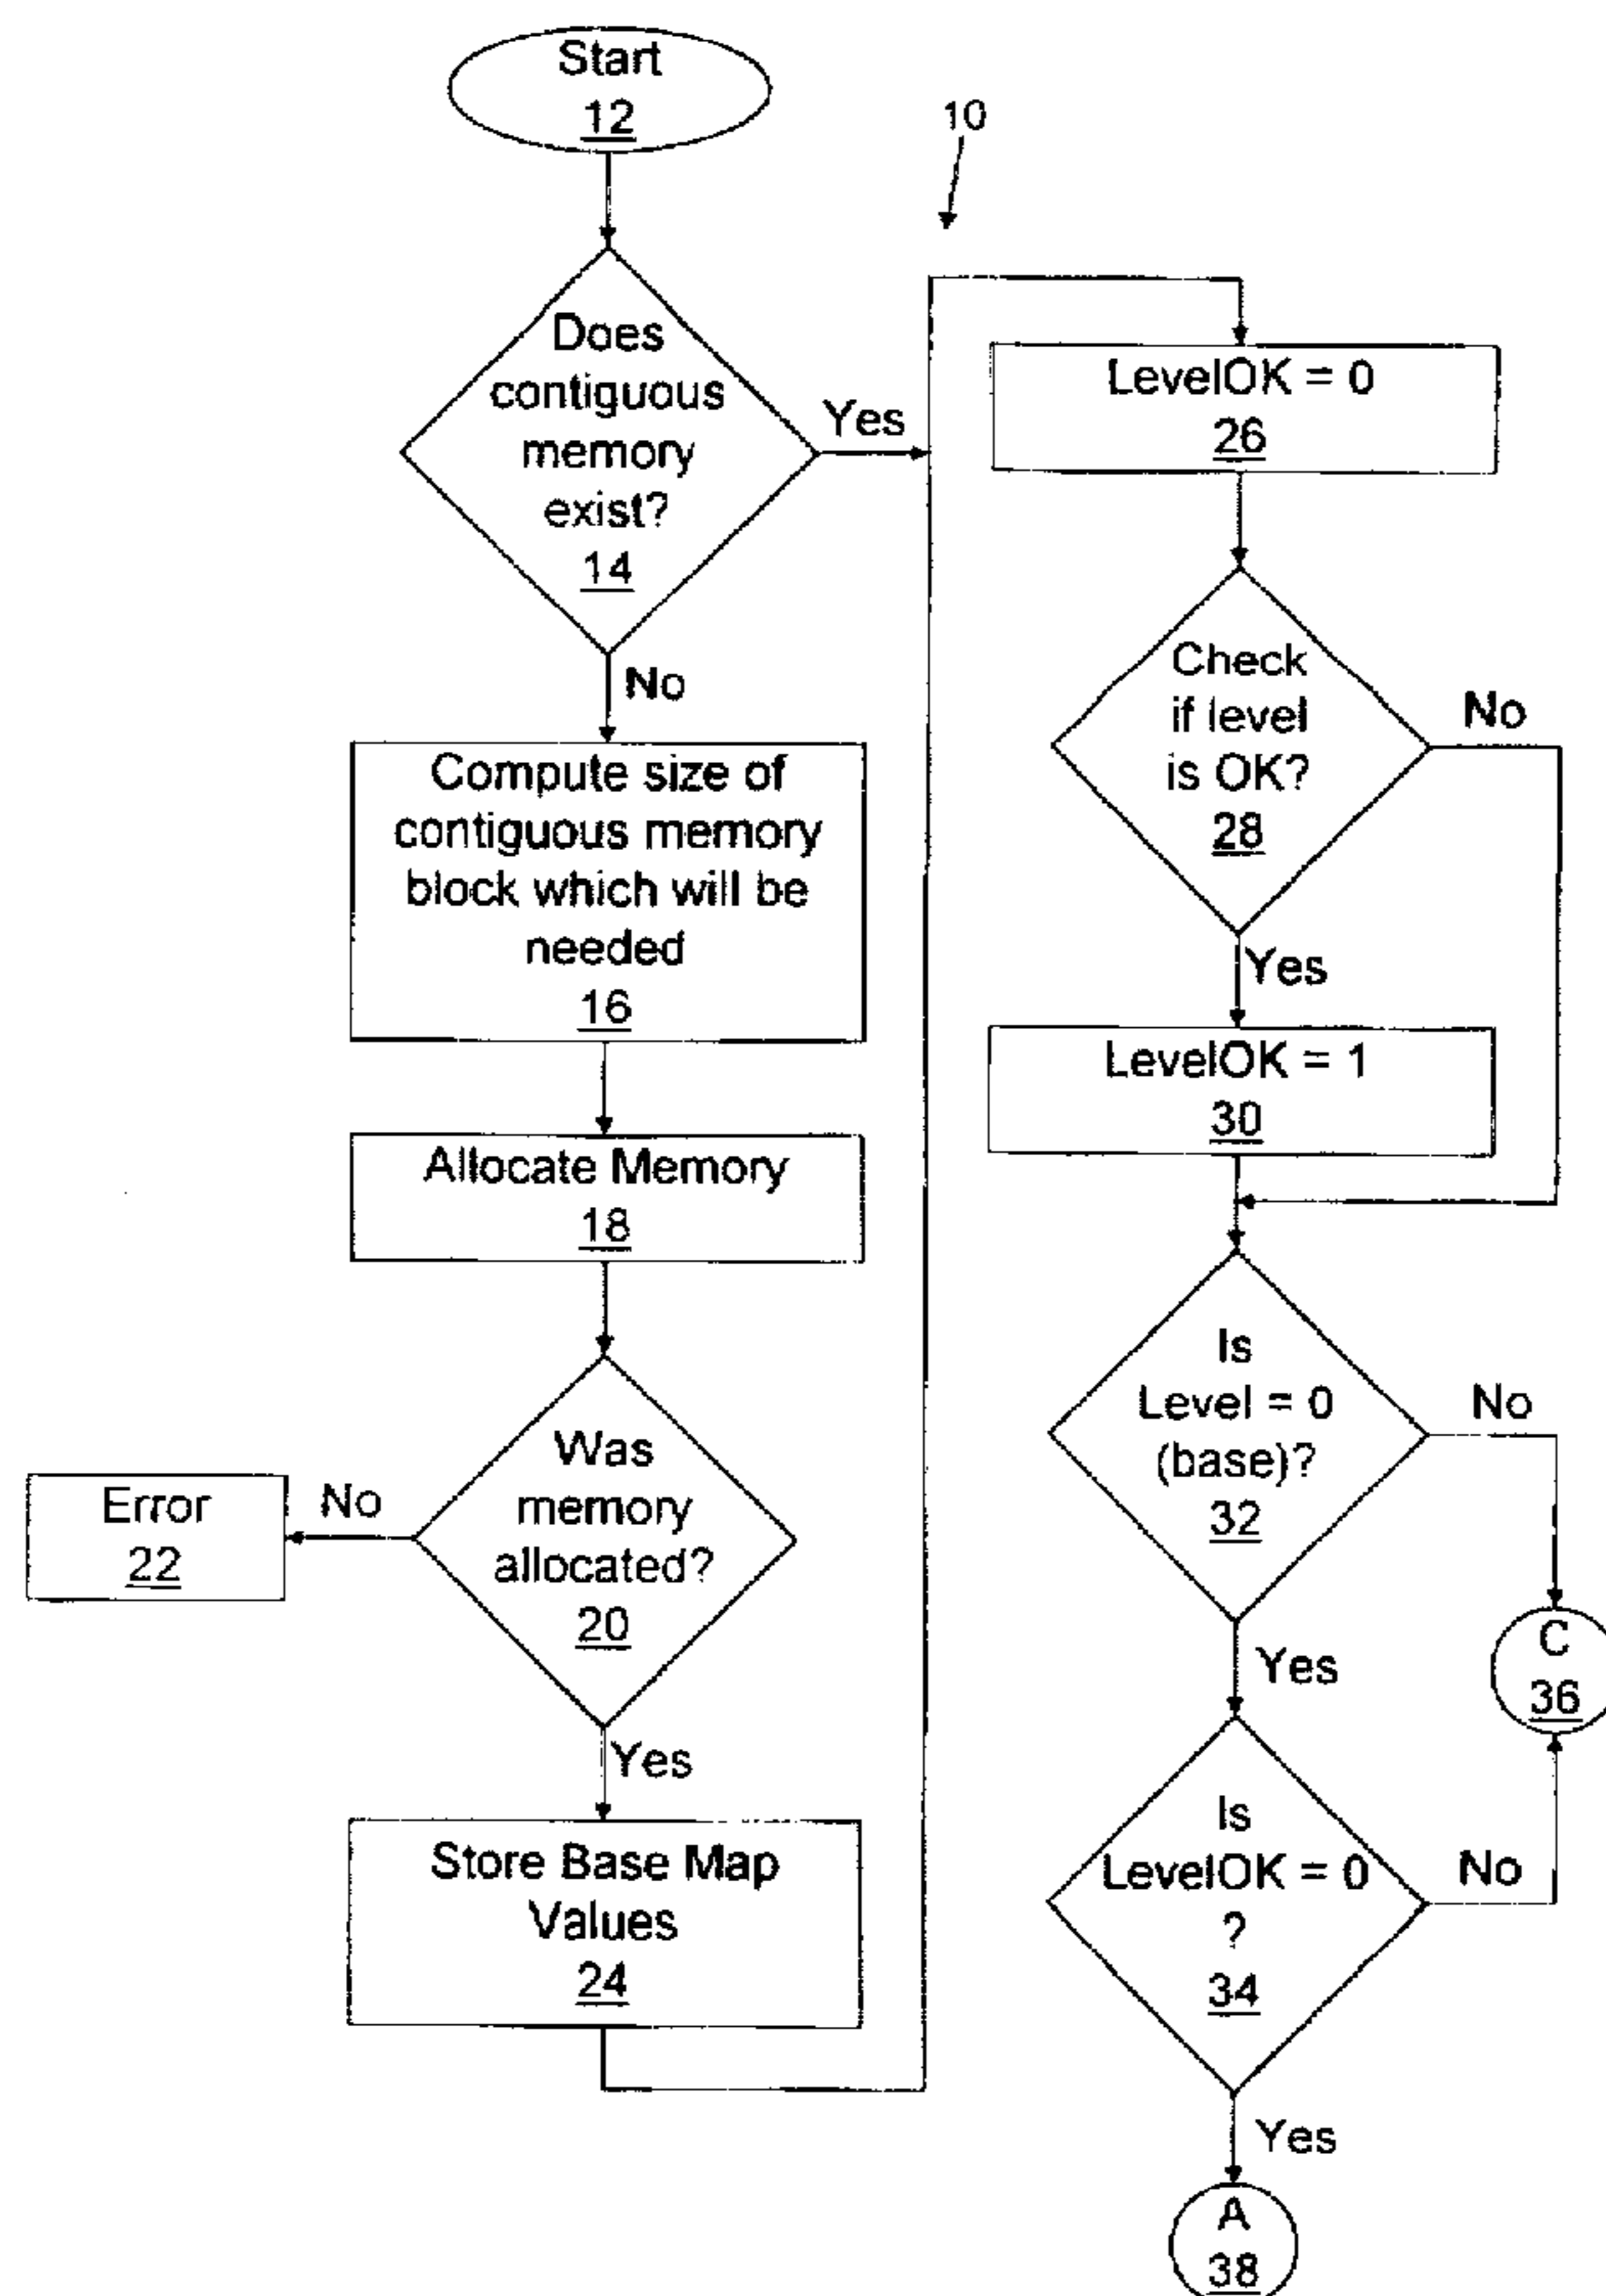 Start
12
10
Does
contiguous
memory
exist?
14
Yes
No
Compute size of
contiguous memory
block which will be
needed
16
Allocate Memory
18
Was
memory
allocated?
20
No
Error
22
Yes
Store Base Map
Values
24
LevelOK = 0
26
Check
if level
is OK?
28
No
Yes
LevelOK = 1
30
Is
Level = 0
(base)?
32
No
C
36
Yes
Is
LevelOK = 0
?
34
No
Yes
A
38